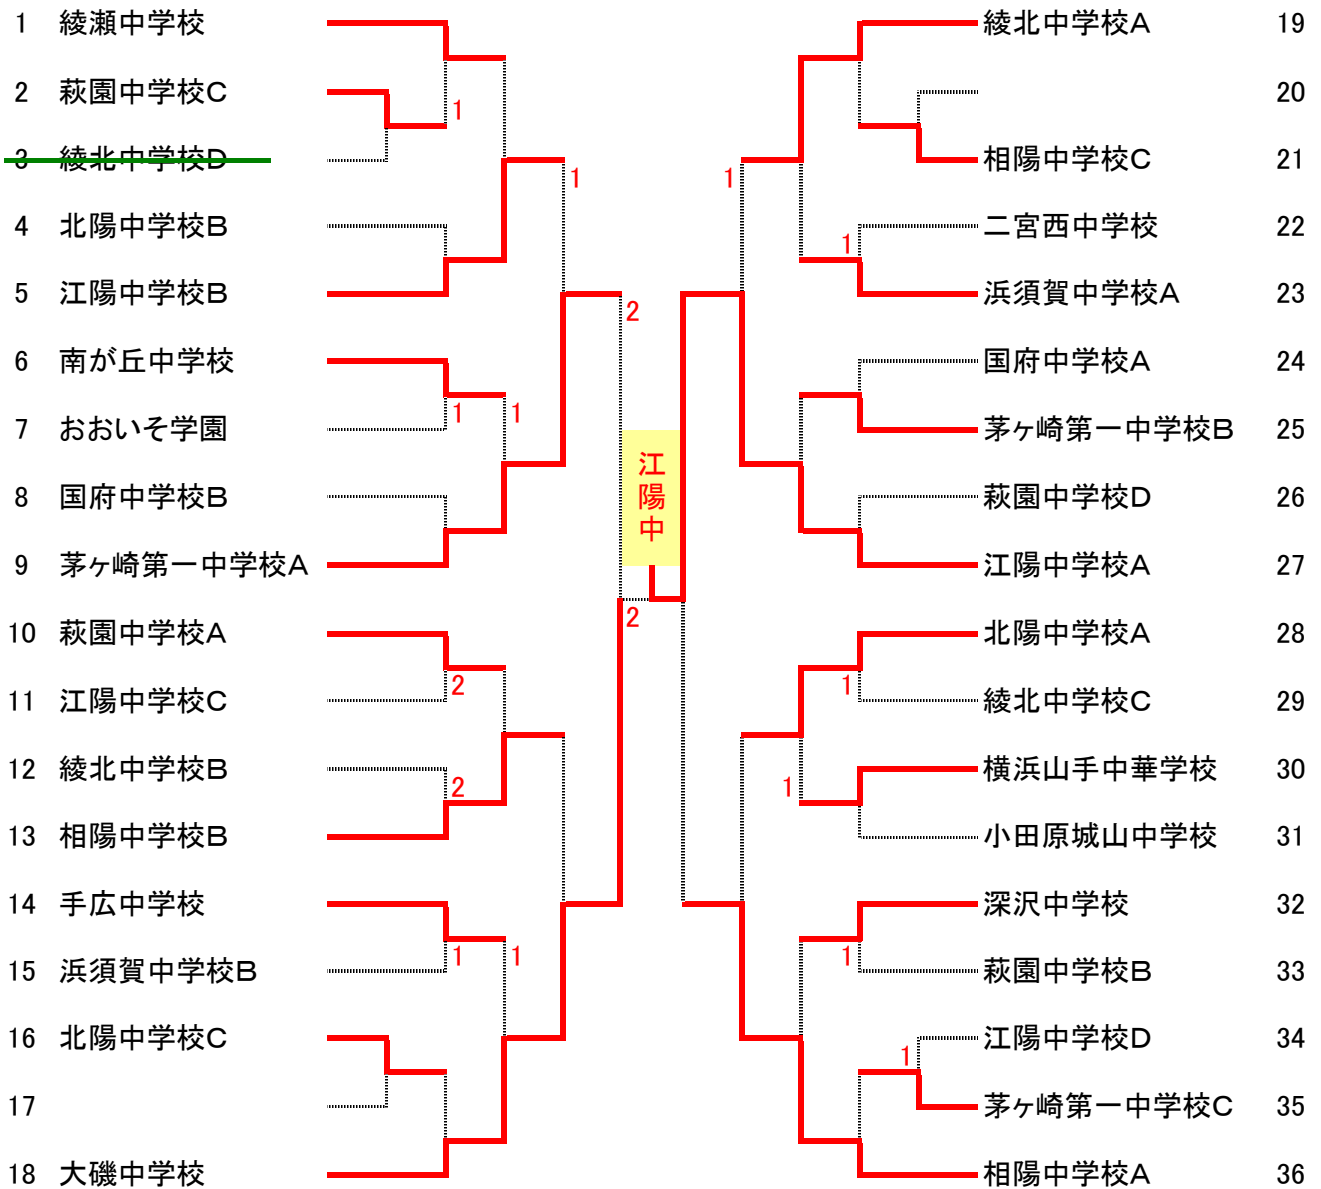 1 綾瀬中学校
2 萩園中学校C
1
3 綾北中学校D
1
4 北陽中学校B
5 江陽中学校B
2
6 南が丘中学校
1 1
7 おおいそ学園
8 国府中学校B
9 茅ヶ崎第一中学校A
2
10 萩園中学校A
2
11 江陽中学校C
12 綾北中学校B
2
13 相陽中学校B
14 手広中学校
1 1
15 浜須賀中学校B
16 北陽中学校C
17
18 大磯中学校
江陽中
綾北中学校A 19
20
相陽中学校C 21
1
二宮西中学校 22
1
浜須賀中学校A 23
国府中学校A 24
茅ヶ崎第一中学校B 25
萩園中学校D 26
江陽中学校A 27
北陽中学校A 28
1
綾北中学校C 29
横浜山手中華学校 30
1
小田原城山中学校 31
深沢中学校 32
1
萩園中学校B 33
江陽中学校D 34
1
茅ヶ崎第一中学校C 35
相陽中学校A 36